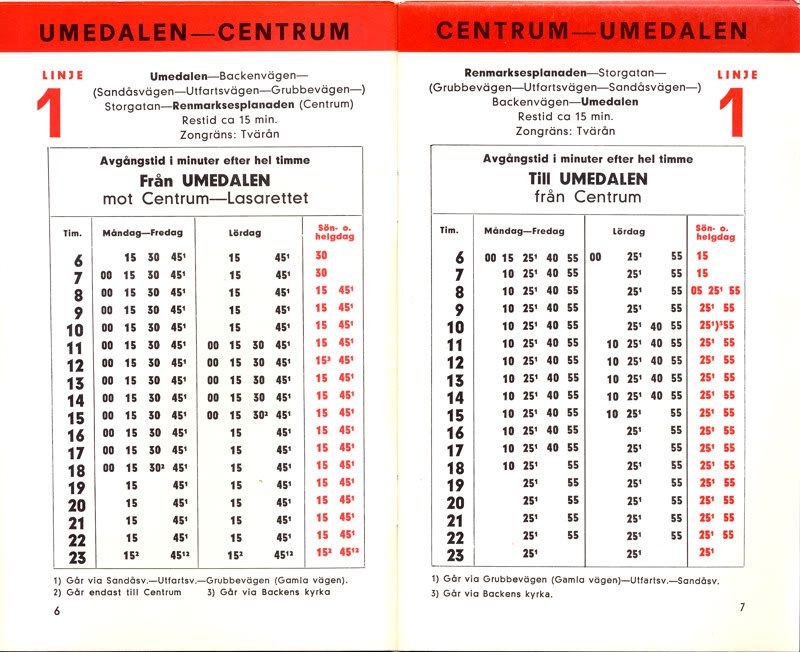 UMEDALEN—CENTRUM
LINJE
1
Umedalen—Backenvägen—
(Sandåsvägen—Utfartsvägen—Grubbevägen—)
Storgatan—Renmarksesplanaden (Centrum)
Restid ca 15 min.
Zongräns: Tvärån
Avgångstid i minuter efter hel timme
Från UMEDALEN
mot Centrum—Lasarettet
Tim. Måndag—Fredag Lördag Sön- o. helgdag
6 15 30 45¹ 15 45¹ 30
7 00 15 30 45¹ 15 45¹ 30
8 00 15 30 45¹ 15 45¹ 15 45¹
9 00 15 30 45¹ 15 45¹ 15 45¹
10 00 15 30 45¹ 15 45¹ 15 45¹
11 00 15 30 45¹ 00 15 30 45¹ 15 45¹
12 00 15 30 45¹ 00 15 30 45¹ 15³ 45¹
13 00 15 30 45¹ 00 15 30 45¹ 15 45¹
14 00 15 30 45¹ 00 15 30 45¹ 15 45¹
15 00 15 30 45¹ 00 15 30² 45¹ 15 45¹
16 00 15 30 45¹ 15 45¹ 15 45¹
17 00 15 30 45¹ 15 45¹ 15 45¹
18 00 15 30² 45¹ 15 45¹ 15 45¹
19 15 45¹ 15 45¹ 15 45¹
20 15 45¹ 15 45¹ 15 45¹
21 15 45¹ 15 45¹ 15 45¹
22 15 45¹ 15 45¹ 15 45¹
23 15² 45¹² 15² 45¹² 15² 45¹²
1) Går via Sandåsv.—Utfartsv.—Grubbevägen (Gamla vägen).
2) Går endast till Centrum 3) Går via Backens kyrka
6
CENTRUM—UMEDALEN
LINJE
1
Renmarksesplanaden—Storgatan—
(Grubbevägen—Utfartsvägen—Sandåsvägen—)
Backenvägen—Umedalen
Restid ca 15 min.
Zongräns: Tvärån
Avgångstid i minuter efter hel timme
Till UMEDALEN
från Centrum
Tim. Måndag—Fredag Lördag Sön- o. helgdag
6 00 15 25¹ 40 55 00 25¹ 55 15
7 10 25¹ 40 55 25¹ 55 15
8 10 25¹ 40 55 25¹ 55 05 25¹ 55
9 10 25¹ 40 55 25¹ 55 25¹ 55
10 10 25¹ 40 55 25¹ 40 55 25¹)³55
11 10 25¹ 40 55 10 25¹ 40 55 25¹ 55
12 10 25¹ 40 55 10 25¹ 40 55 25¹ 55
13 10 25¹ 40 55 10 25¹ 40 55 25¹ 55
14 10 25¹ 40 55 10 25¹ 40 55 25¹ 55
15 10 25¹ 40 55 10 25¹ 55 25¹ 55
16 10 25¹ 40 55 25¹ 55 25¹ 55
17 10 25¹ 40 55 25¹ 55 25¹ 55
18 10 25¹ 55 25¹ 55 25¹ 55
19 25¹ 55 25¹ 55 25¹ 55
20 25¹ 55 25¹ 55 25¹ 55
21 25¹ 55 25¹ 55 25¹ 55
22 25¹ 55 25¹ 55 25¹ 55
23 25¹ 25¹ 25¹
1) Går via Grubbevägen (Gamla vägen)—Utfartsv.—Sandåsv.
3) Går via Backens kyrka.
7